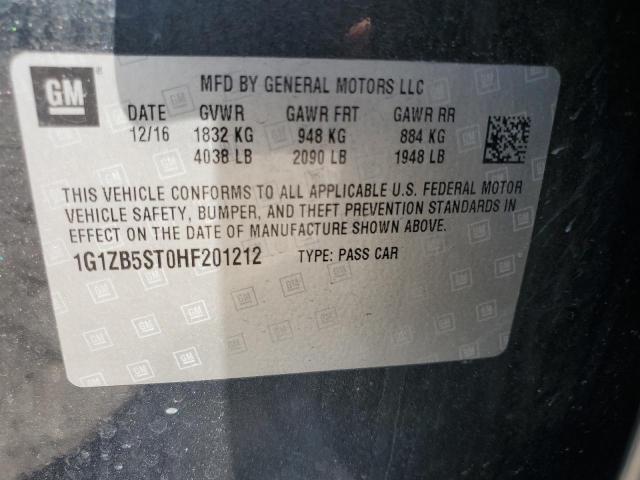 GM
MFD BY GENERAL MOTORS LLC
DATE GVWR GAWR FRT GAWR RR
12/16 1832 KG 948 KG 884 KG
4038 LB 2090 LB 1948 LB
THIS VEHICLE CONFORMS TO ALL APPLICABLE U.S. FEDERAL MOTOR
VEHICLE SAFETY, BUMPER, AND THEFT PREVENTION STANDARDS IN
EFFECT ON THE DATE OF MANUFACTURE SHOWN ABOVE.
1G1ZB5ST0HF201212 TYPE: PASS CAR